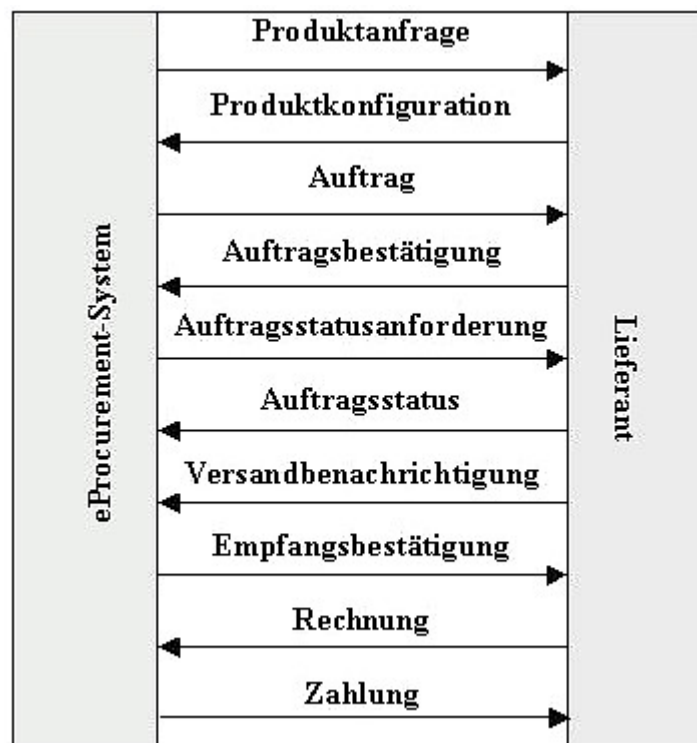 Produktanfrage
Produktkonfiguration
Auftrag
Auftragsbestätigung
Auftragsstatusanforderung
Auftragsstatus
Versandbenachrichtigung
Empfangsbestätigung
Rechnung
Zahlung
eProcurement-System
Lieferant